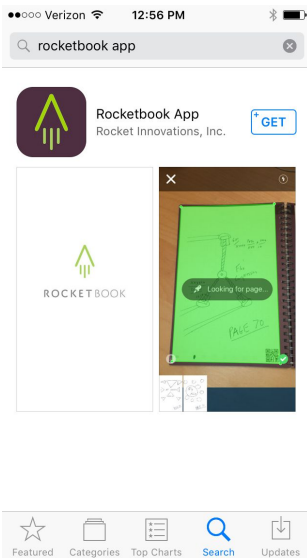 Verizon 12:56 PM
rocketbook app
Rocketbook App
Rocket Innovations, Inc.
+GET
ROCKETBOOK
Looking for page...
PAGE 70
Featured Categories Top Charts Search Updates